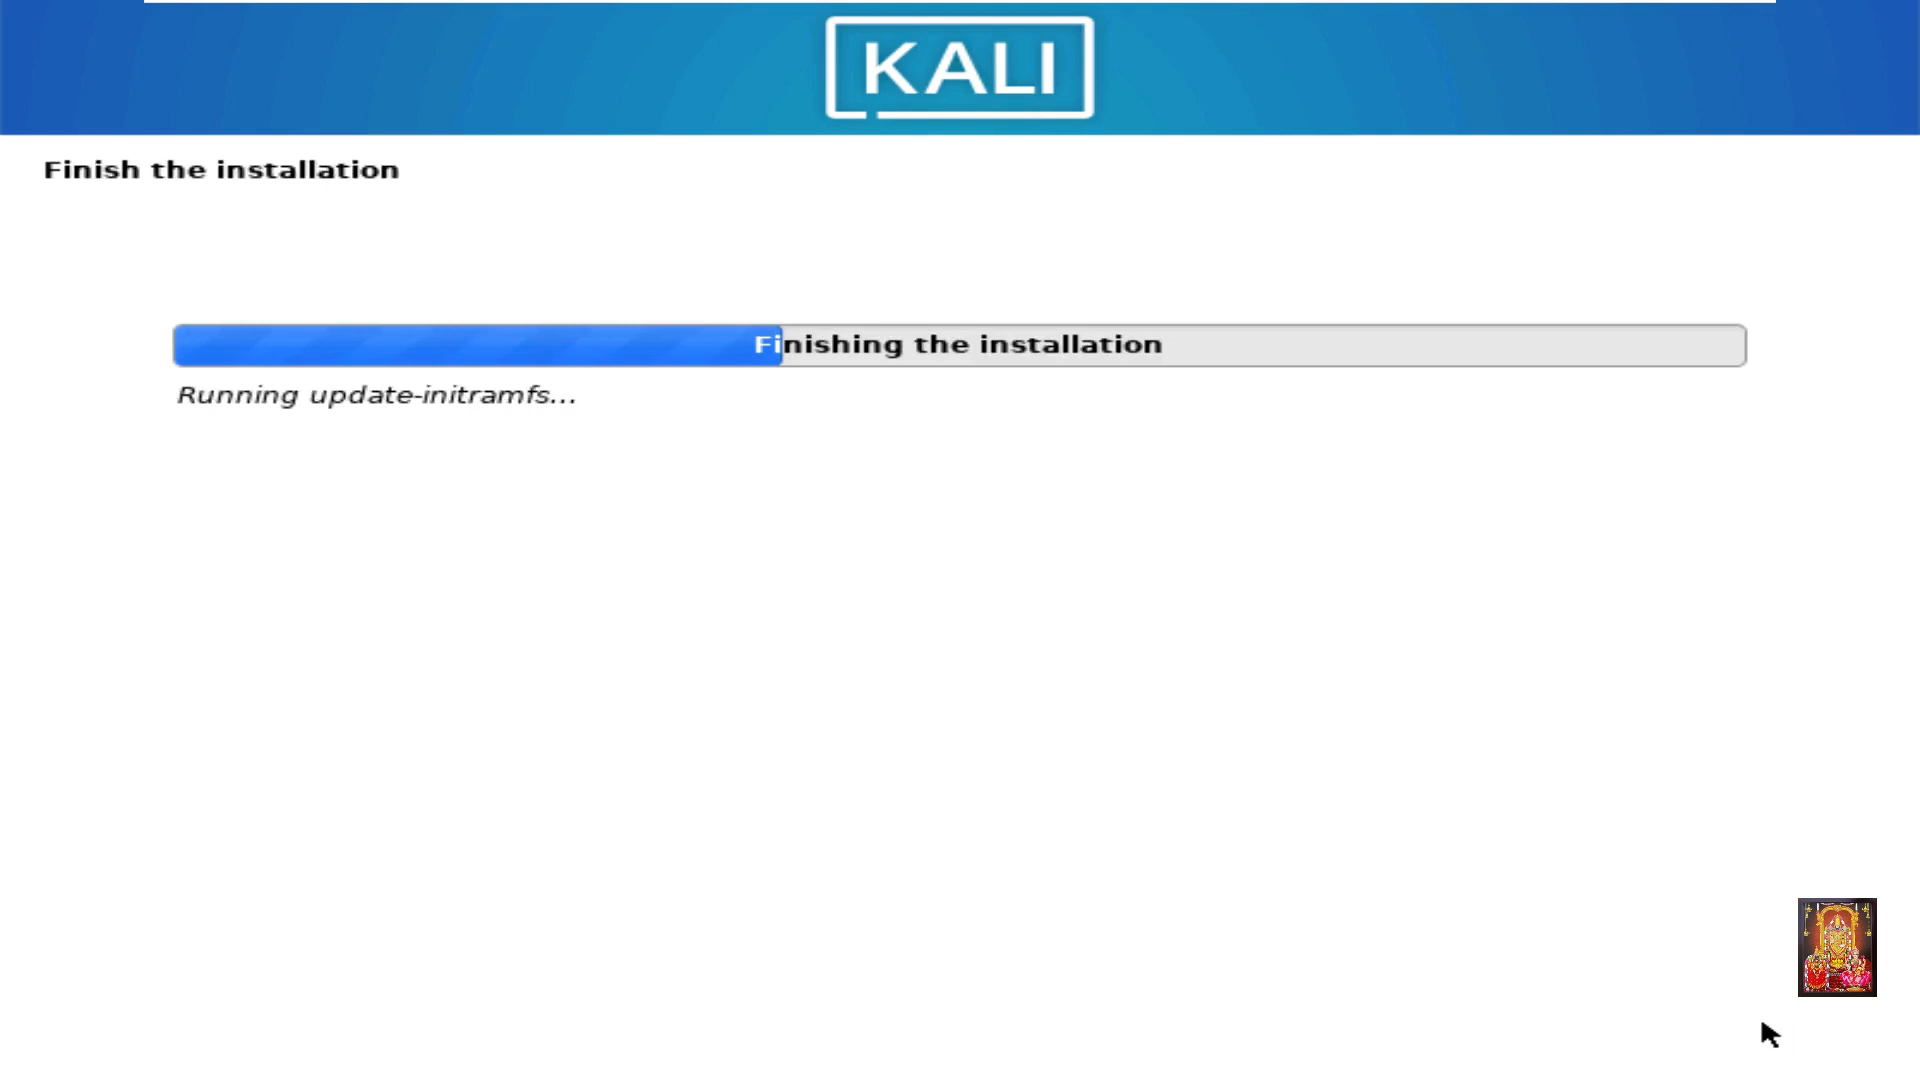 KALI
Finish the installation
Finishing the installation
Running update-initramfs...